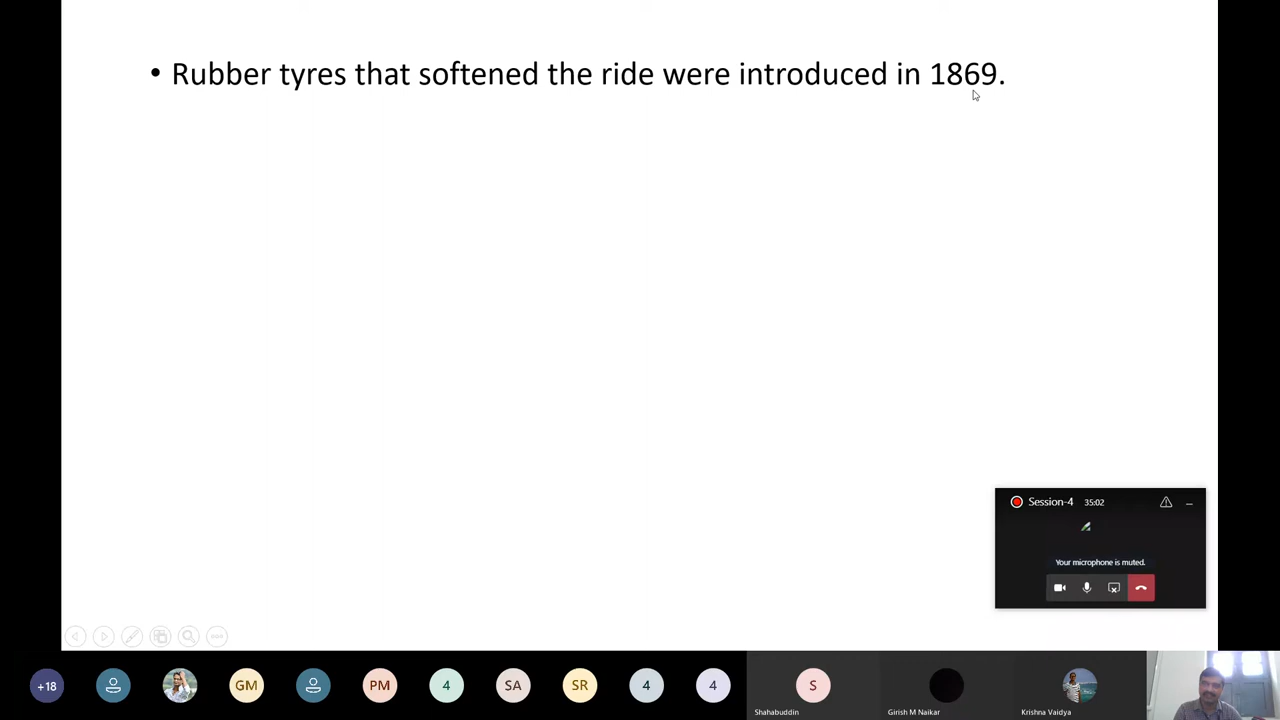 • Rubber tyres that softened the ride were introduced in 1869.
Session-4 35:02
Your microphone is muted.
+18
GM
PM
4
SA
SR
4
4
S
Shahabuddin
Girish M Naikar
Krishna Vaidya